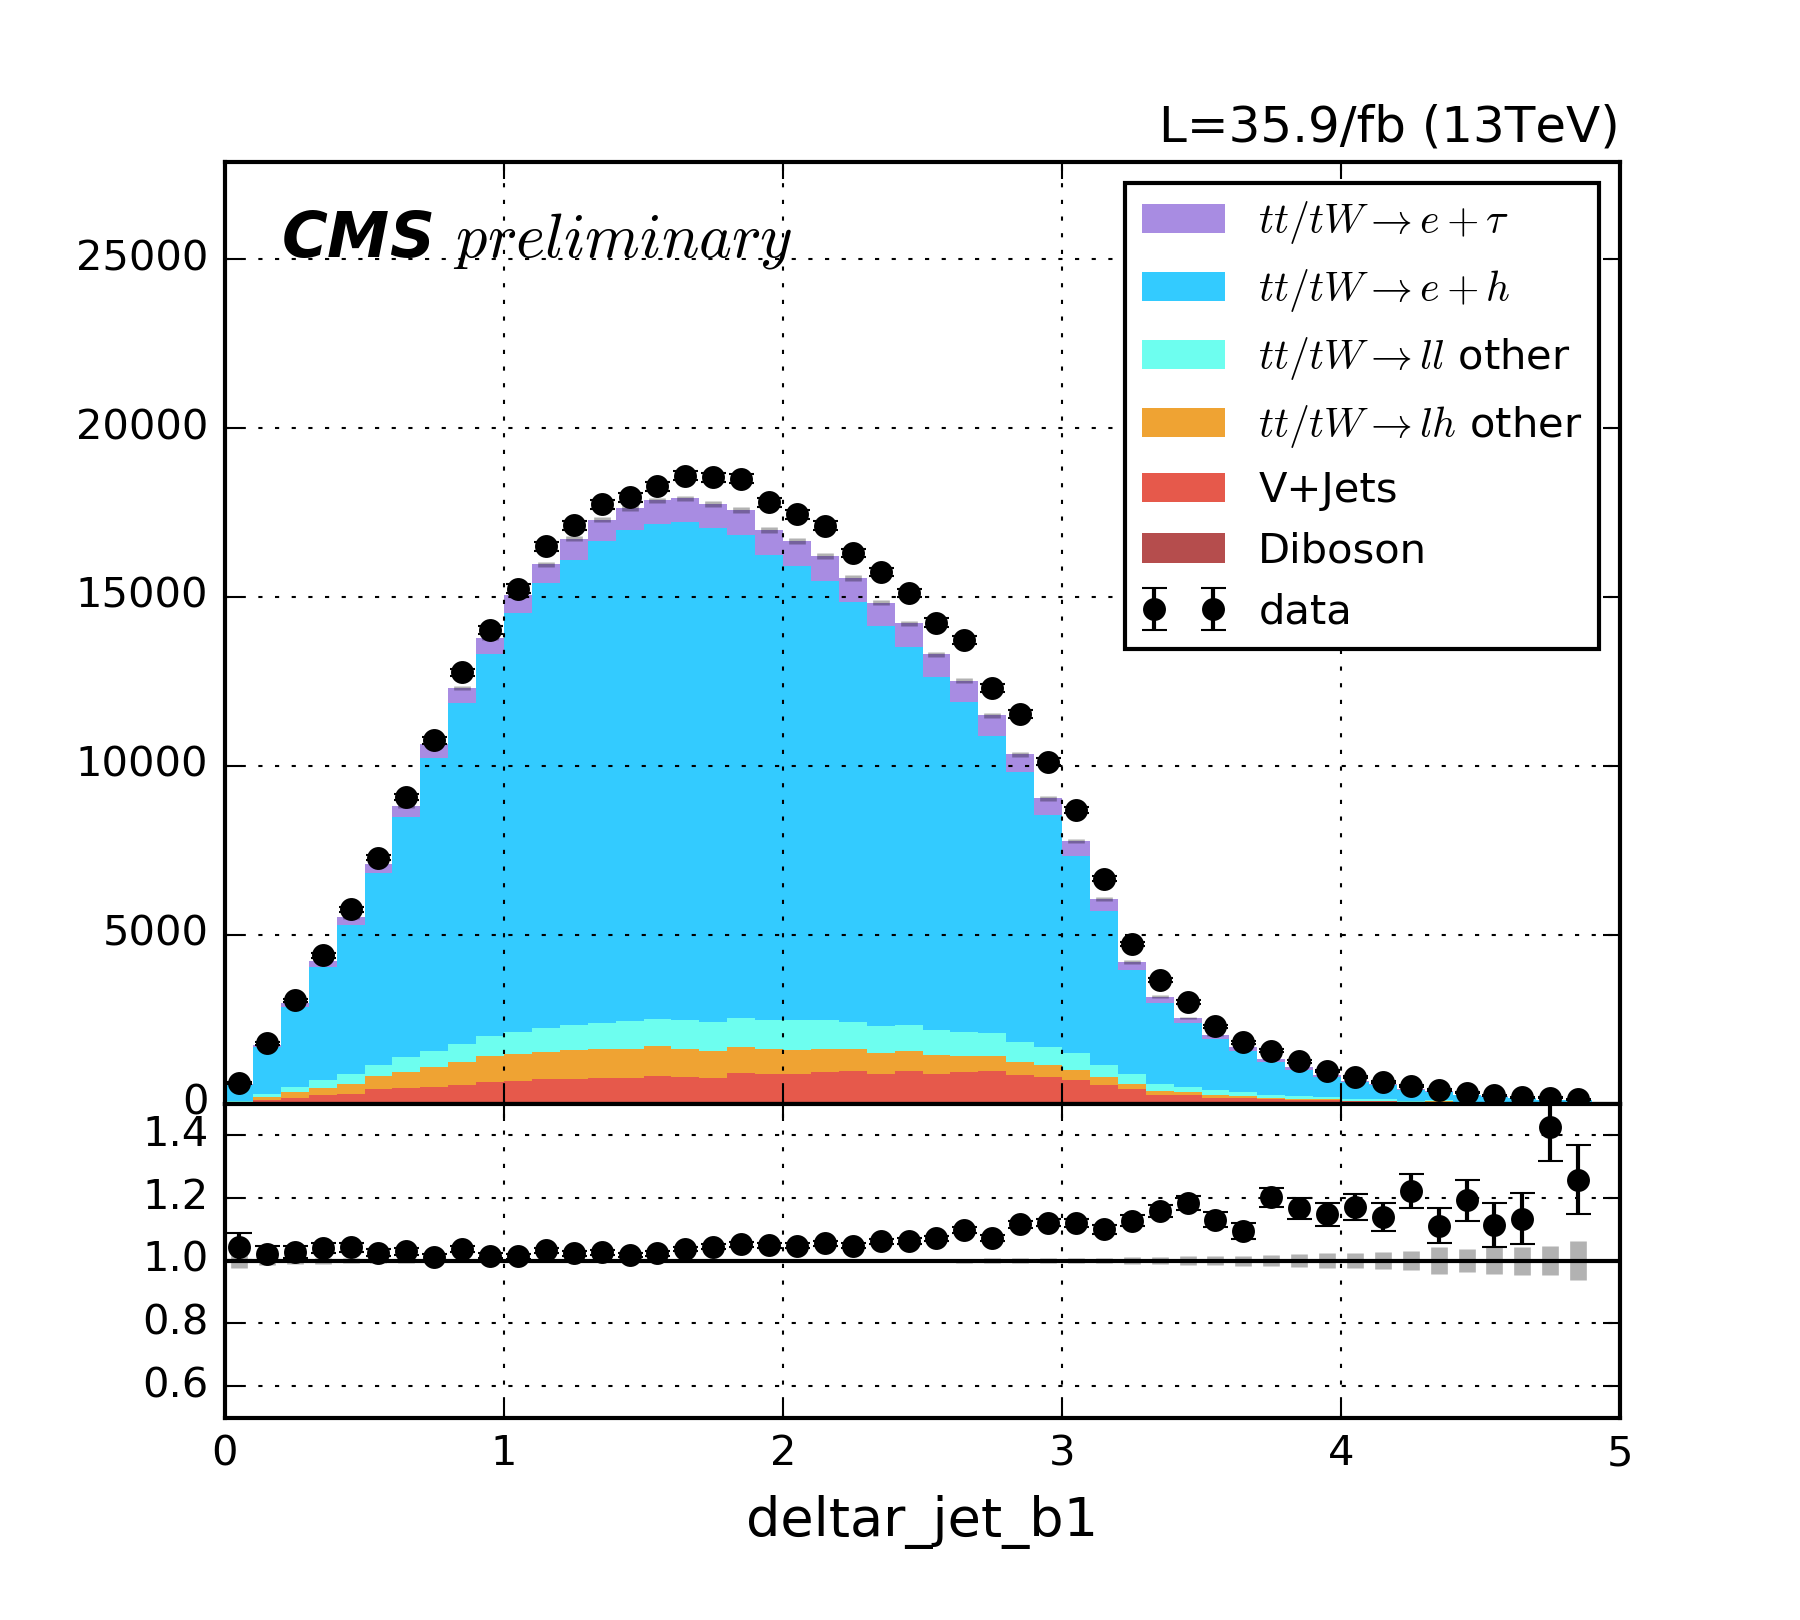 L=35.9/fb (13TeV)
CMS preliminary
tt/tW→e+τ
tt/tW→e+h
tt/tW→ll other
tt/tW→lh other
V+Jets
Diboson
data
25000
20000
15000
10000
5000
0
1.4
1.2
1.0
0.8
0.6
0 1 2 3 4 5
deltar_jet_b1